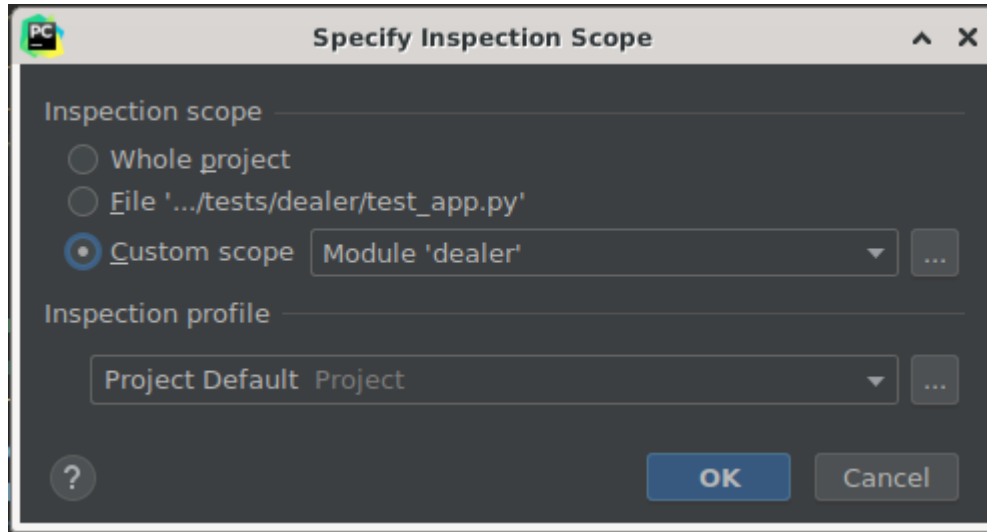 PC
Specify Inspection Scope
Inspection scope
Whole project
File '.../tests/dealer/test_app.py'
Custom scope Module 'dealer' ...
Inspection profile
Project Default Project ...
? OK Cancel